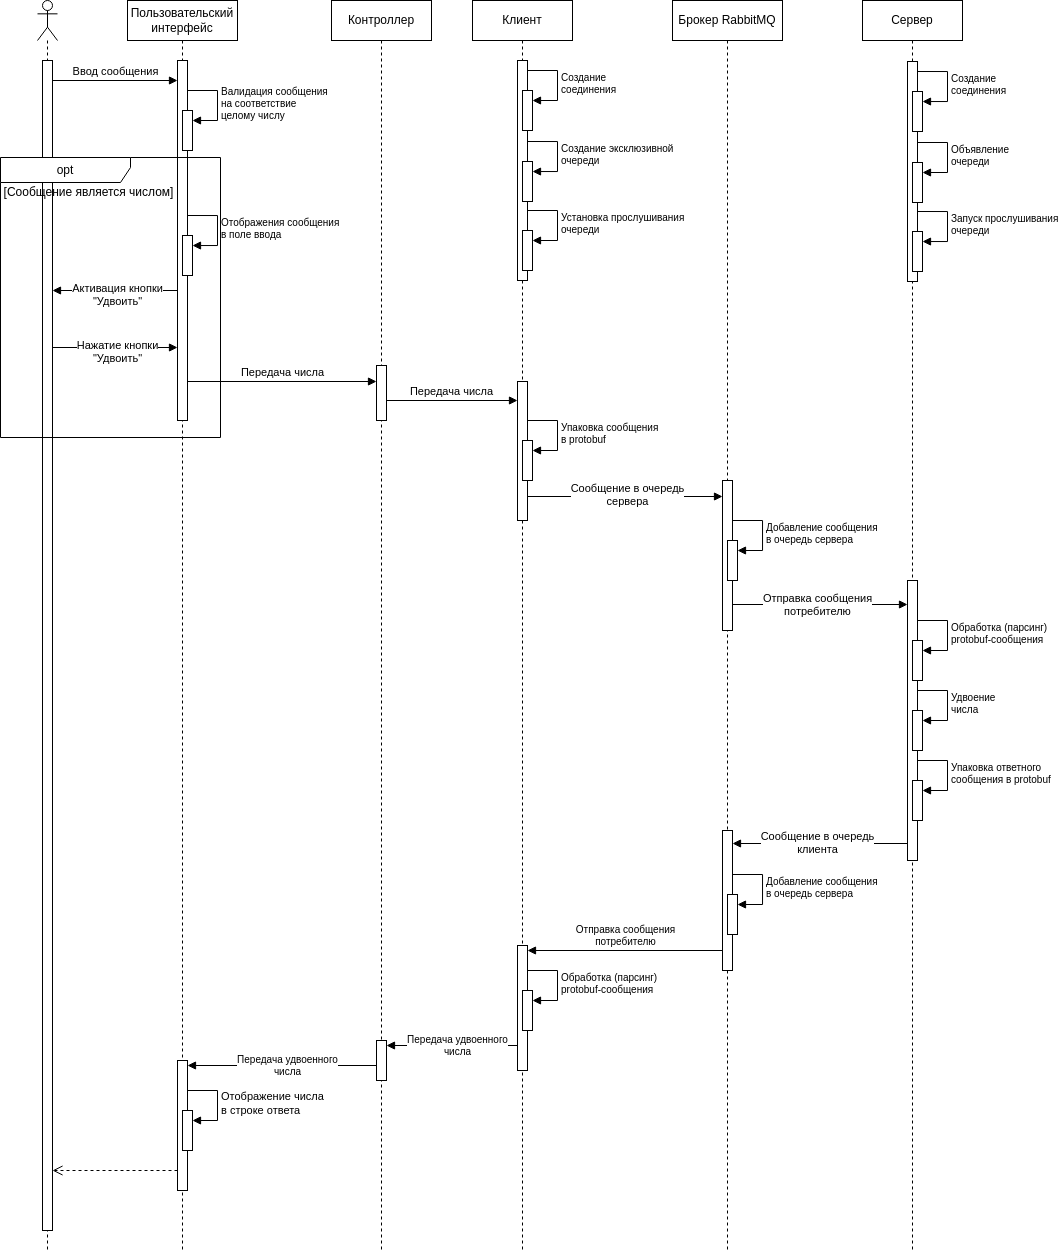 Пользовательский
интерфейс
Контроллер
Клиент
Брокер RabbitMQ
Сервер
Ввод сообщения
Валидация сообщения
на соответствие
целому числу
Создание
соединения
Создание
соединения
Создание эксклюзивной
очереди
Объявление
очереди
opt
[Сообщение является числом]
Отображения сообщения
в поле ввода
Установка прослушивания
очереди
Запуск прослушивания
очереди
Активация кнопки
"Удвоить"
Нажатие кнопки
"Удвоить"
Передача числа
Передача числа
Упаковка сообщения
в protobuf
Сообщение в очередь
сервера
Добавление сообщения
в очередь сервера
Отправка сообщения
потребителю
Обработка (парсинг)
protobuf-сообщения
Удвоение
числа
Упаковка ответного
сообщения в protobuf
Сообщение в очередь
клиента
Добавление сообщения
в очередь сервера
Отправка сообщения
потребителю
Обработка (парсинг)
protobuf-сообщения
Передача удвоенного
числа
Передача удвоенного
числа
Отображение числа
в строке ответа